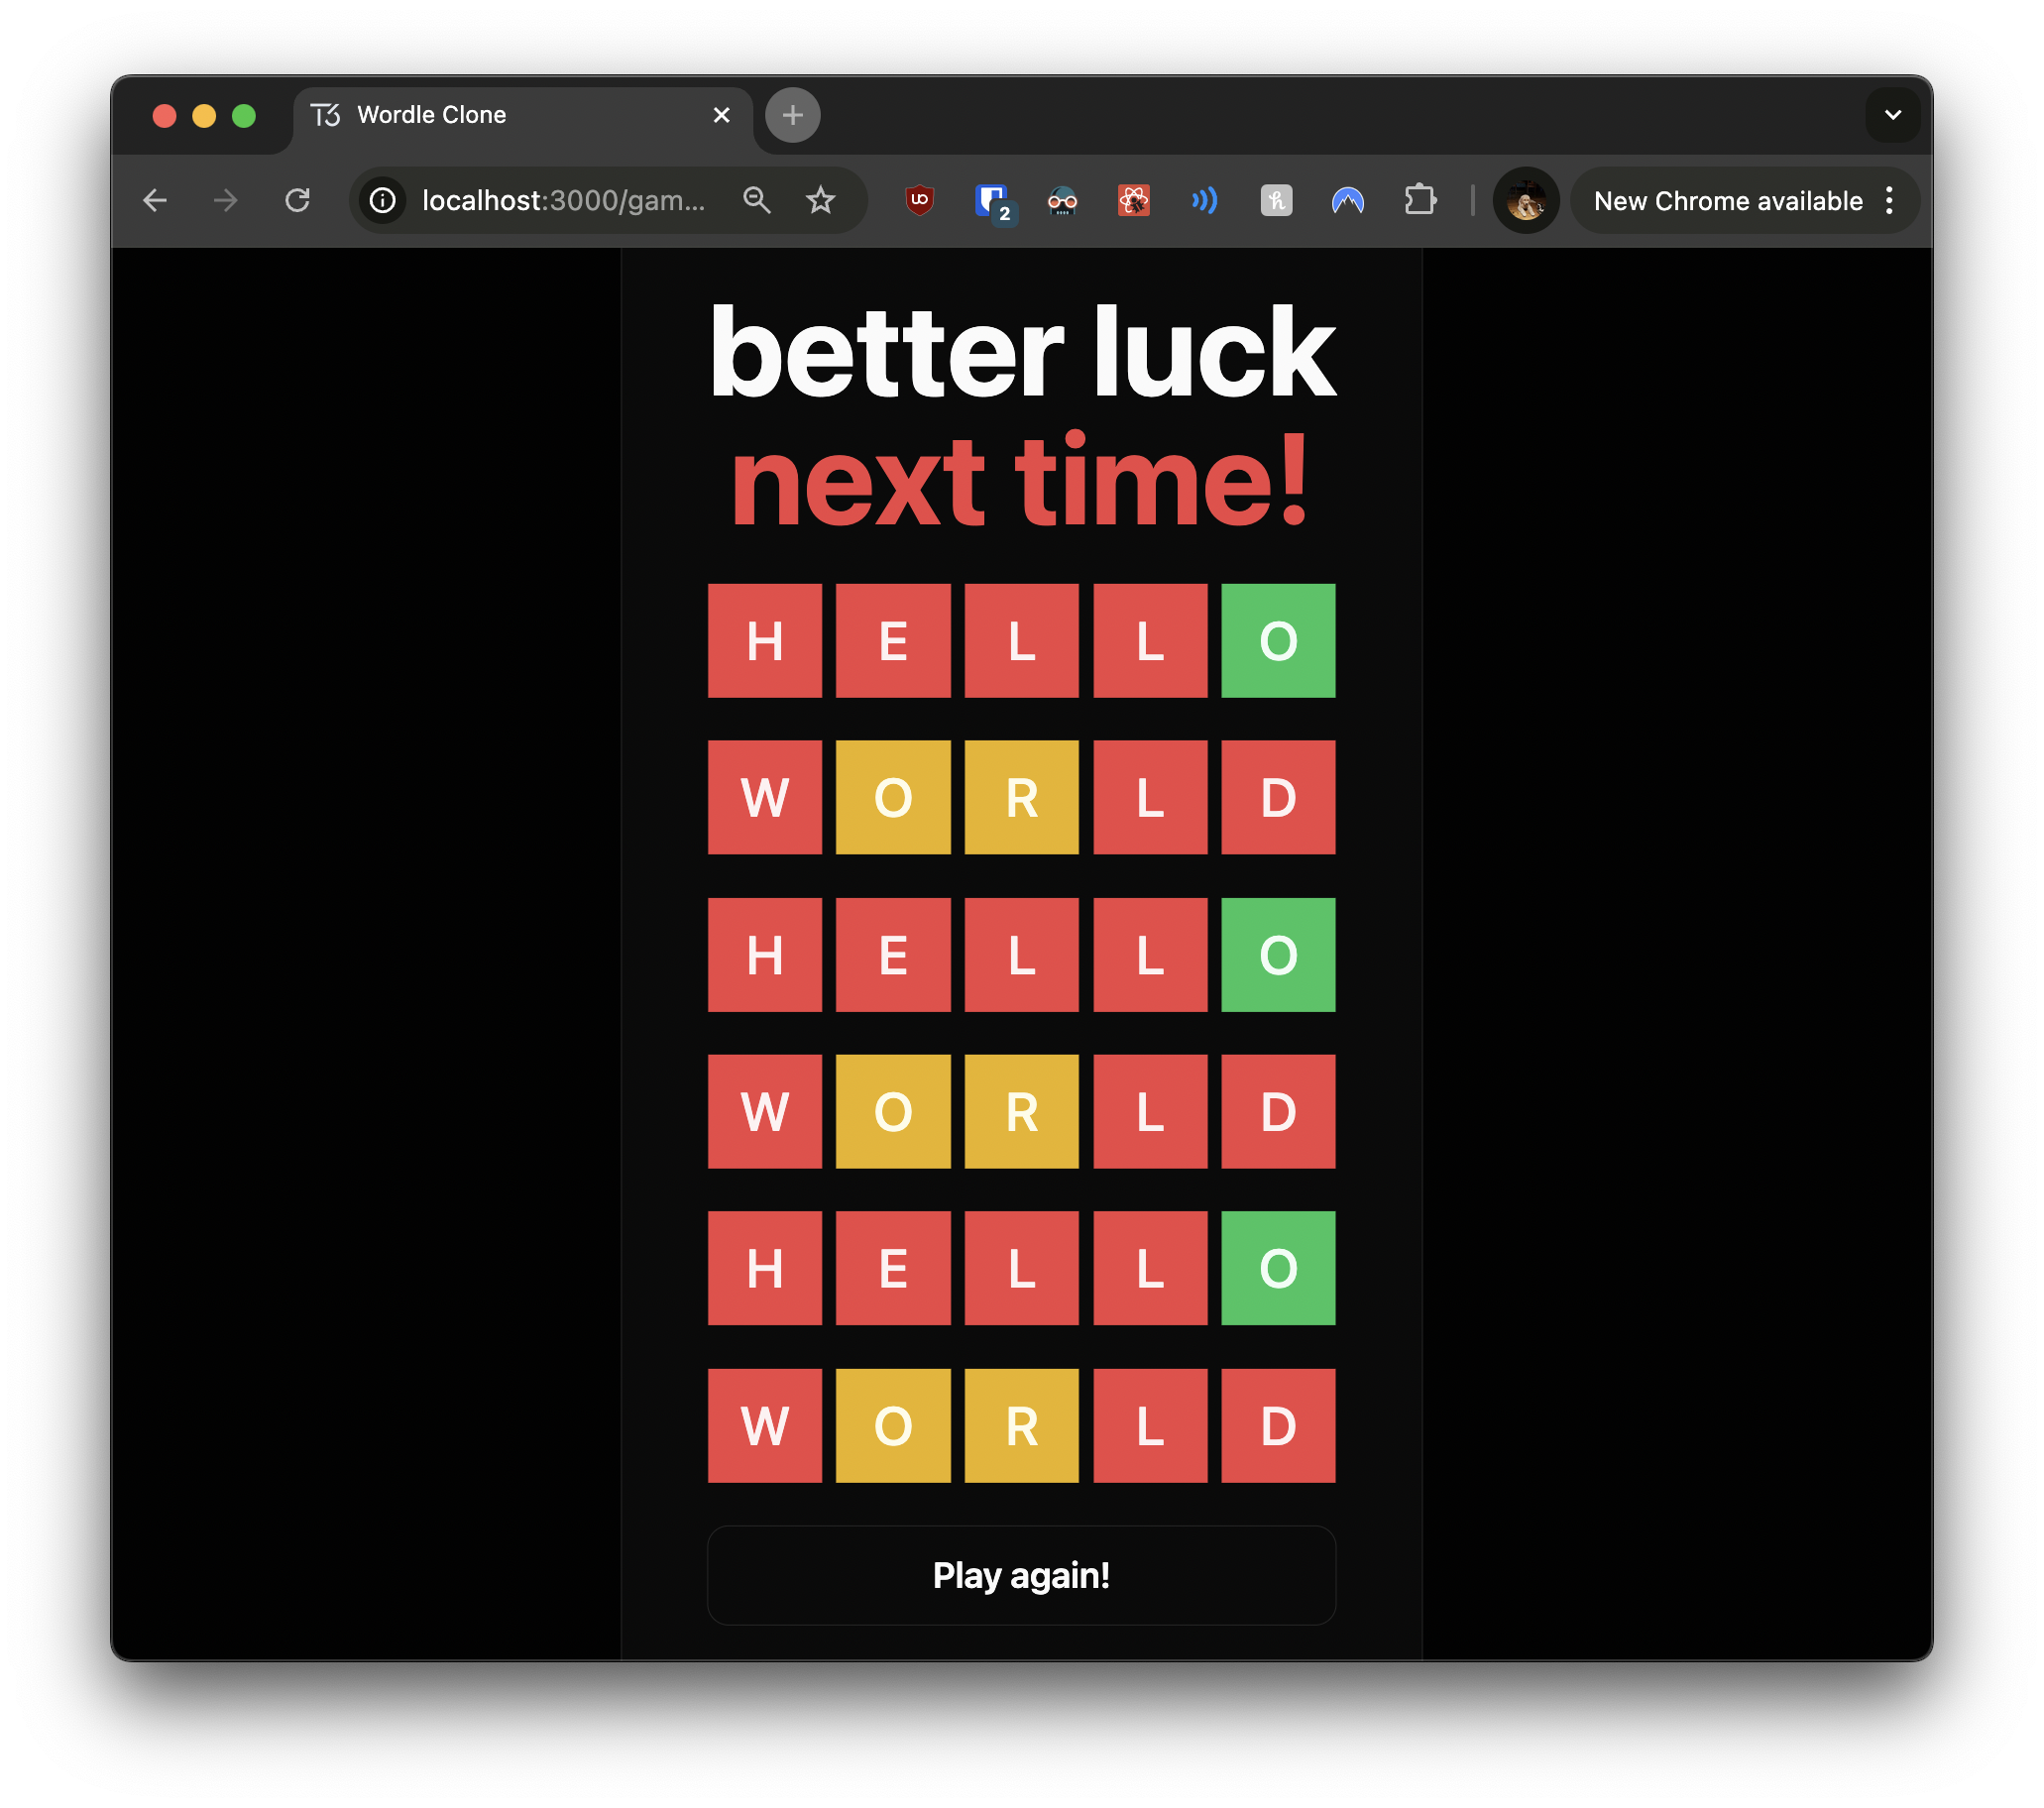 Wordle Clone
localhost:3000/gam...
2
New Chrome available
better luck
next time!
H E L L O
W O R L D
H E L L O
W O R L D
H E L L O
W O R L D
Play again!